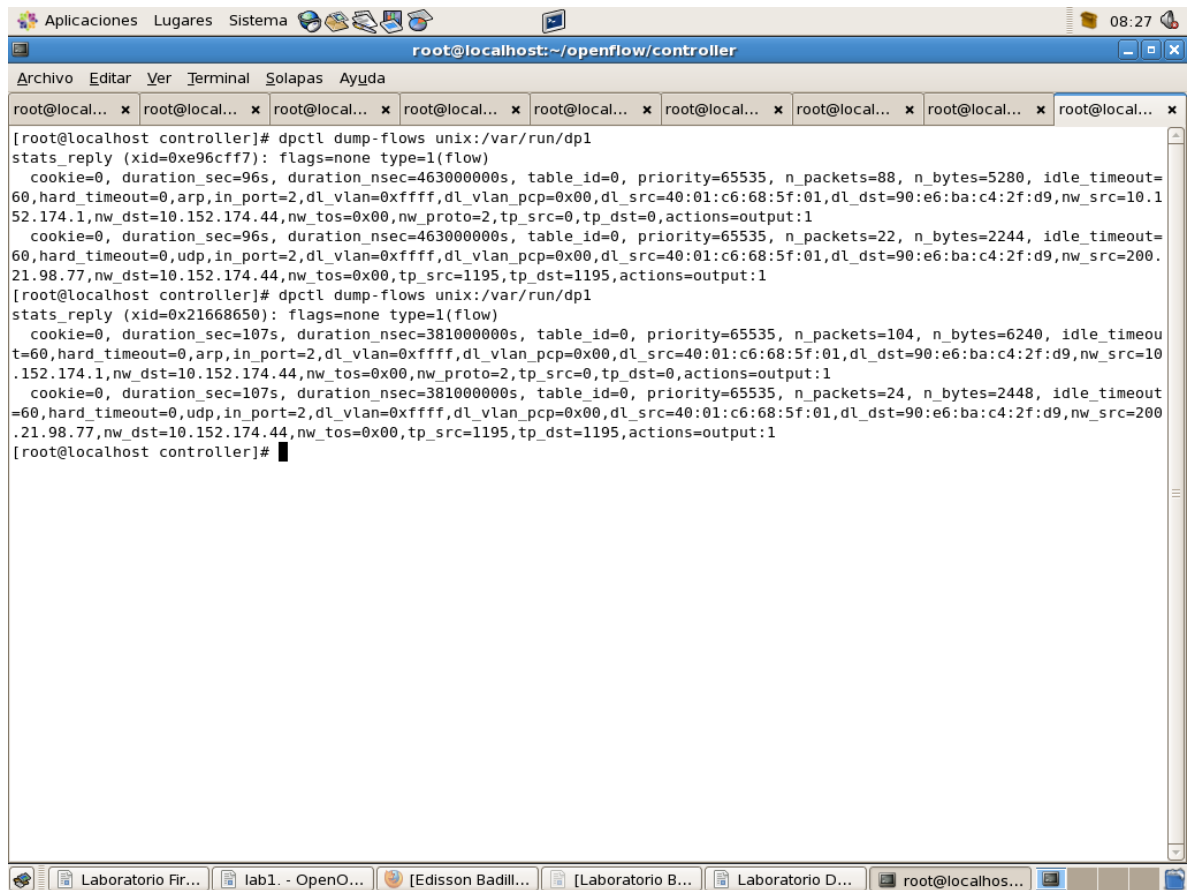 Aplicaciones Lugares Sistema 08:27
root@localhost:~/openflow/controller
Archivo Editar Ver Terminal Solapas Ayuda
root@local... root@local... root@local... root@local... root@local... root@local... root@local... root@local... root@local...
[root@localhost controller]# dpctl dump-flows unix:/var/run/dp1
stats_reply (xid=0xe96cff7): flags=none type=1(flow)
  cookie=0, duration_sec=96s, duration_nsec=463000000s, table_id=0, priority=65535, n_packets=88, n_bytes=5280, idle_timeout=
60,hard_timeout=0,arp,in_port=2,dl_vlan=0xffff,dl_vlan_pcp=0x00,dl_src=40:01:c6:68:5f:01,dl_dst=90:e6:ba:c4:2f:d9,nw_src=10.1
52.174.1,nw_dst=10.152.174.44,nw_tos=0x00,nw_proto=2,tp_src=0,tp_dst=0,actions=output:1
  cookie=0, duration_sec=96s, duration_nsec=463000000s, table_id=0, priority=65535, n_packets=22, n_bytes=2244, idle_timeout=
60,hard_timeout=0,udp,in_port=2,dl_vlan=0xffff,dl_vlan_pcp=0x00,dl_src=40:01:c6:68:5f:01,dl_dst=90:e6:ba:c4:2f:d9,nw_src=200.
21.98.77,nw_dst=10.152.174.44,nw_tos=0x00,tp_src=1195,tp_dst=1195,actions=output:1
[root@localhost controller]# dpctl dump-flows unix:/var/run/dp1
stats_reply (xid=0x21668650): flags=none type=1(flow)
  cookie=0, duration_sec=107s, duration_nsec=381000000s, table_id=0, priority=65535, n_packets=104, n_bytes=6240, idle_timeou
t=60,hard_timeout=0,arp,in_port=2,dl_vlan=0xffff,dl_vlan_pcp=0x00,dl_src=40:01:c6:68:5f:01,dl_dst=90:e6:ba:c4:2f:d9,nw_src=10
.152.174.1,nw_dst=10.152.174.44,nw_tos=0x00,nw_proto=2,tp_src=0,tp_dst=0,actions=output:1
  cookie=0, duration_sec=107s, duration_nsec=381000000s, table_id=0, priority=65535, n_packets=24, n_bytes=2448, idle_timeout
=60,hard_timeout=0,udp,in_port=2,dl_vlan=0xffff,dl_vlan_pcp=0x00,dl_src=40:01:c6:68:5f:01,dl_dst=90:e6:ba:c4:2f:d9,nw_src=200
.21.98.77,nw_dst=10.152.174.44,nw_tos=0x00,tp_src=1195,tp_dst=1195,actions=output:1
[root@localhost controller]#
Laboratorio Fir... lab1. - OpenO... [Edisson Badill... [Laboratorio B... Laboratorio D... root@localhos...